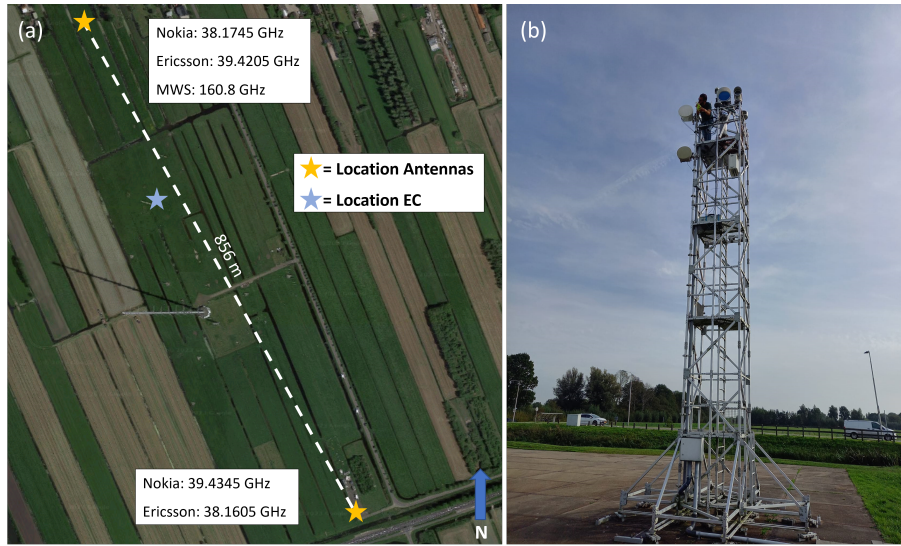 (a)
Nokia: 38.1745 GHz
Ericsson: 39.4205 GHz
MWS: 160.8 GHz
= Location Antennas
= Location EC
856 m
Nokia: 39.4345 GHz
Ericsson: 38.1605 GHz
N
(b)